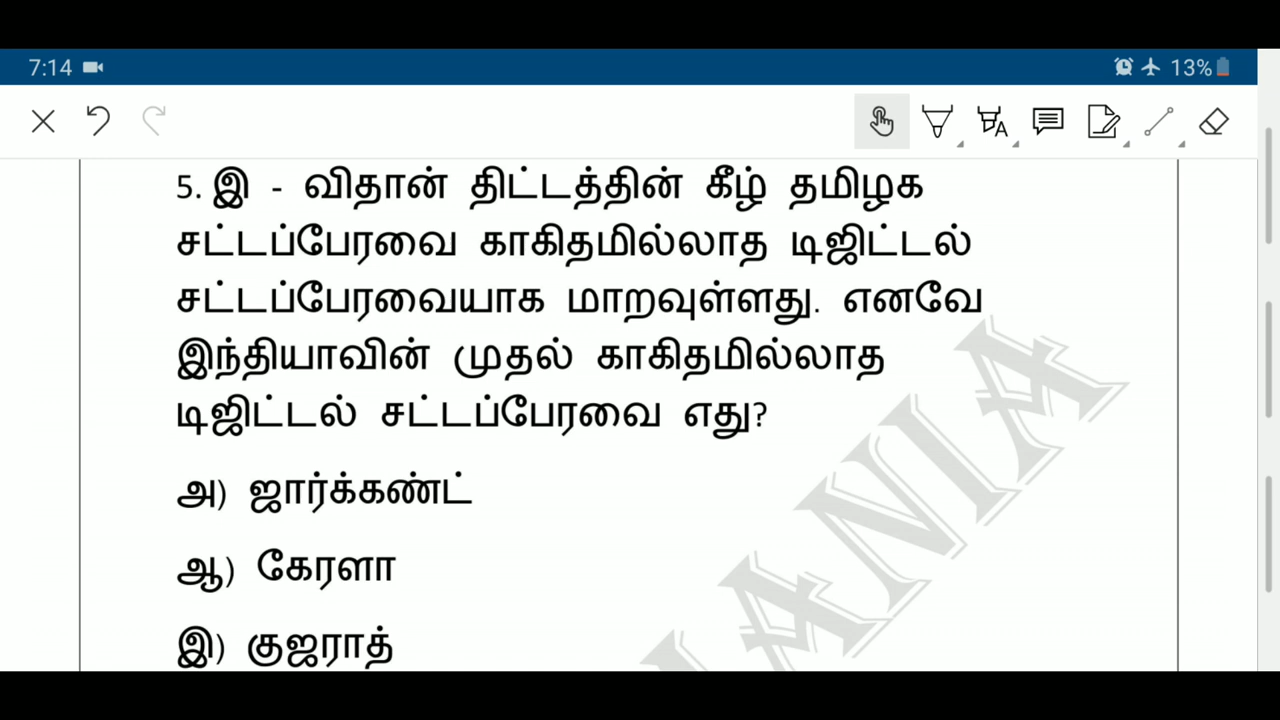 7:14
13%
5. இ - விதான் திட்டத்தின் கீழ் தமிழக
சட்டப்பேரவை காகிதமில்லாத டிஜிட்டல்
சட்டப்பேரவையாக மாறவுள்ளது. எனவே
இந்தியாவின் முதல் காகிதமில்லாத
டிஜிட்டல் சட்டப்பேரவை எது?
அ) ஜார்க்கண்ட்
ஆ) கேரளா
இ) குஜராத்
ANIA